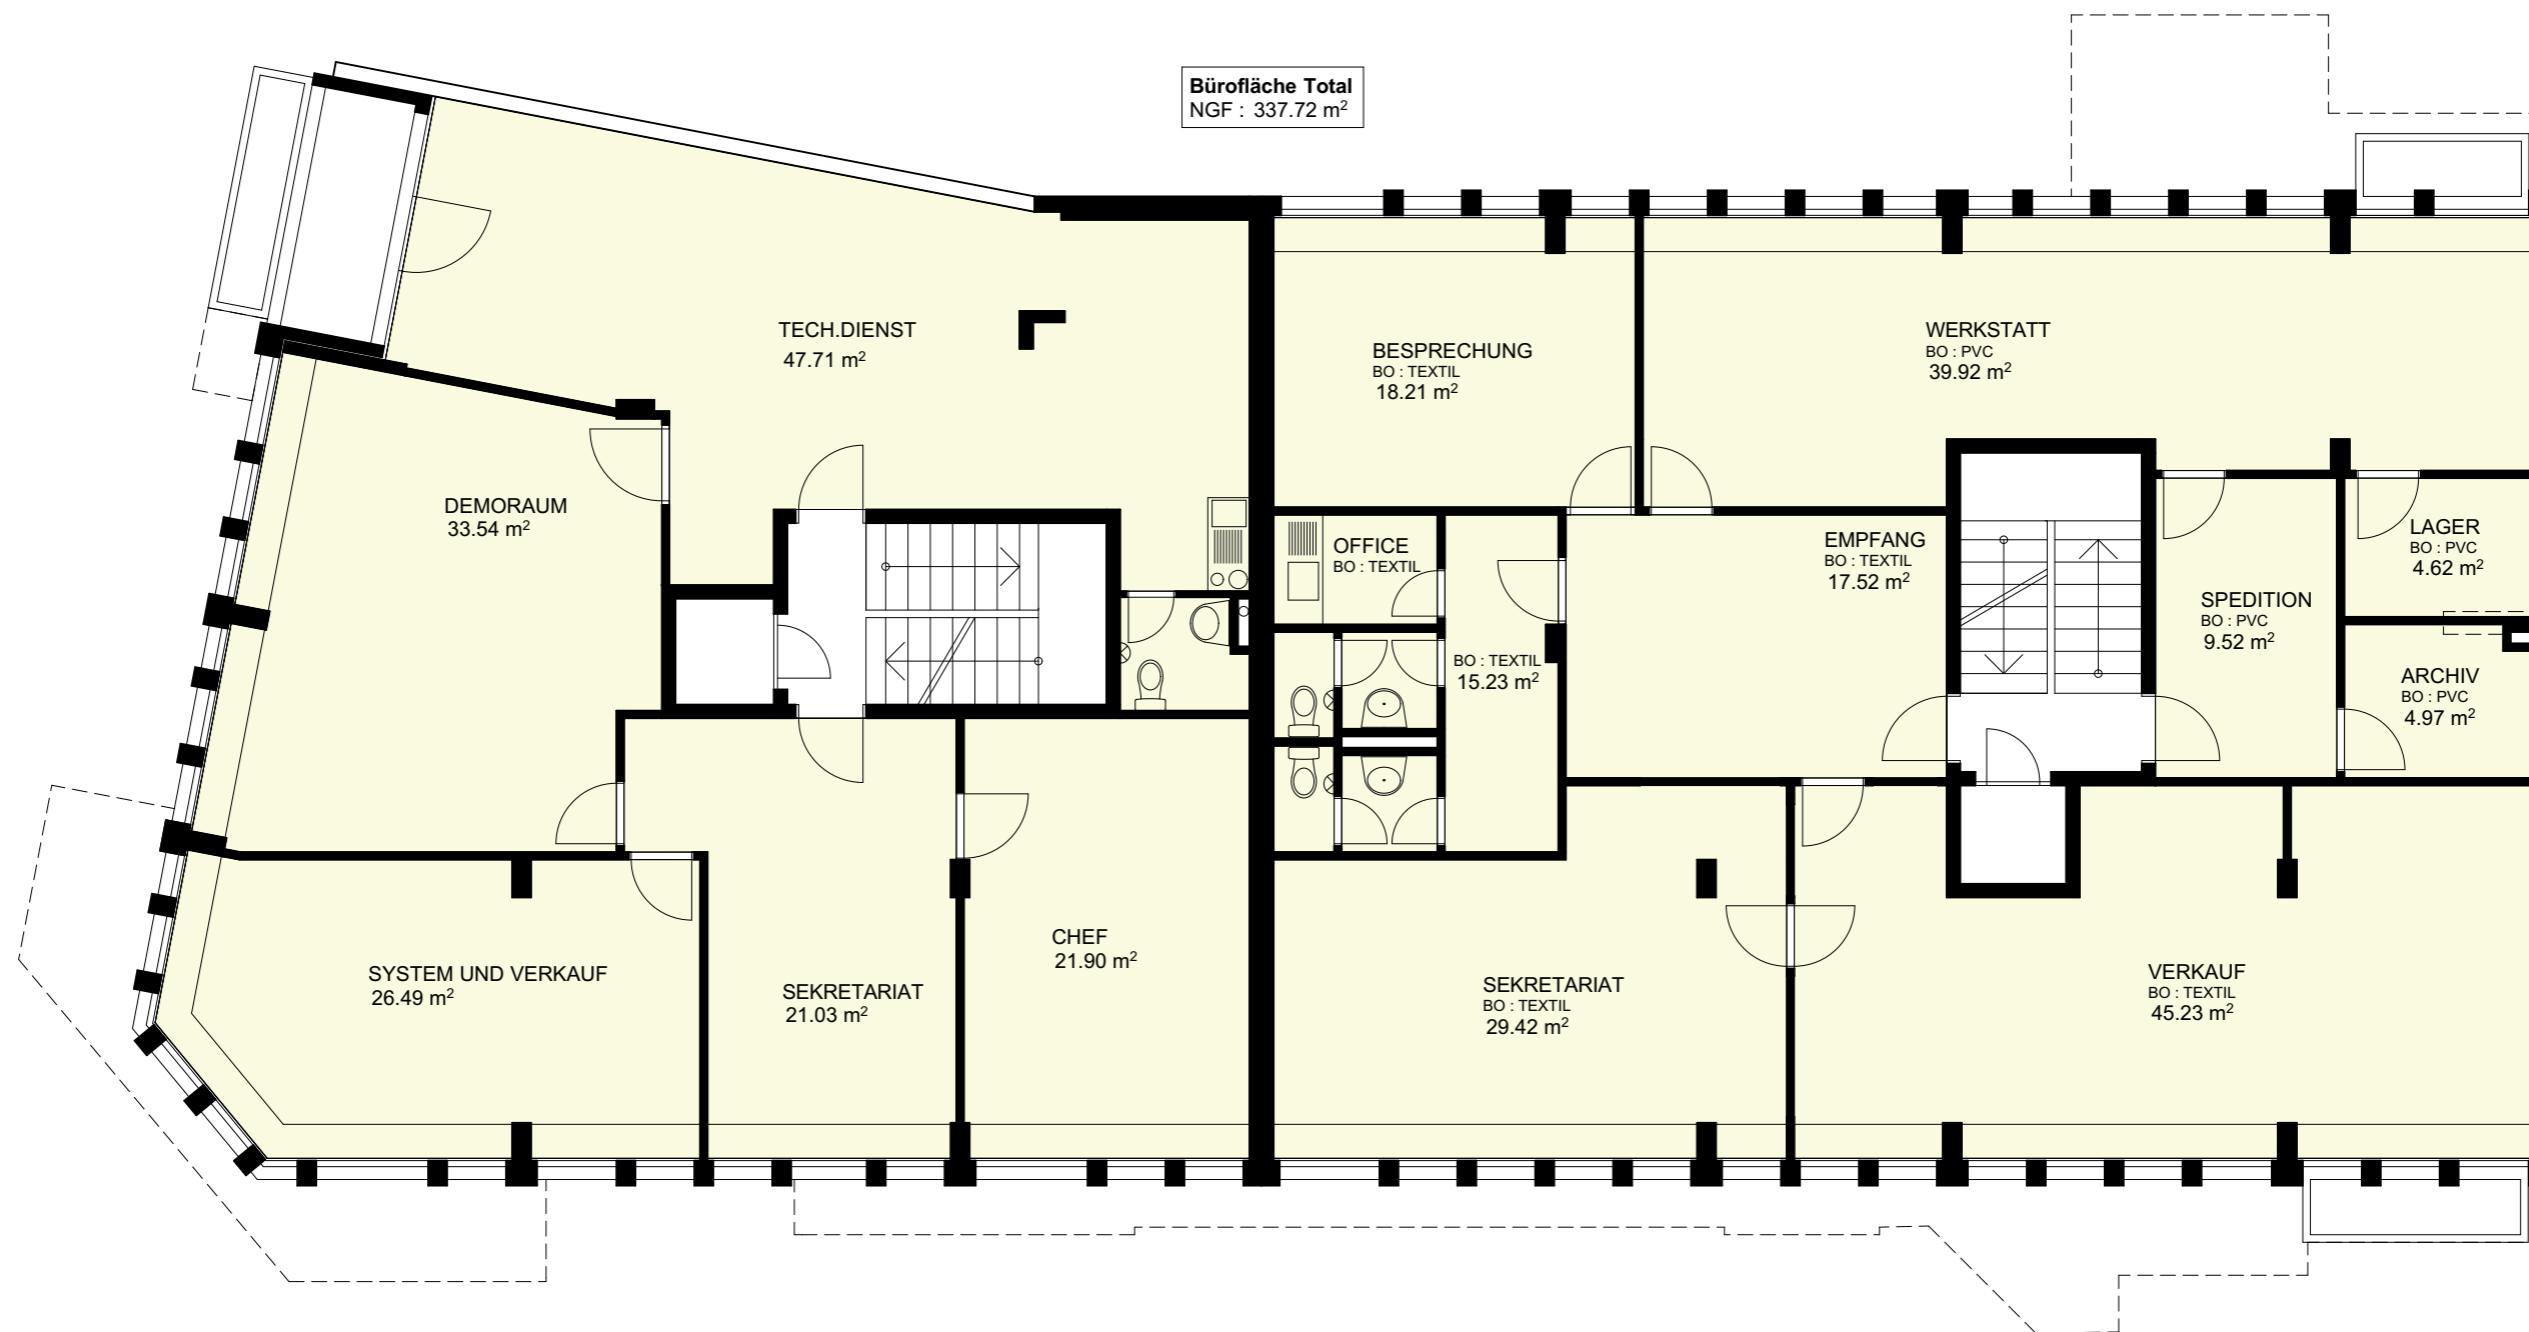 Bürofläche Total
NGF : 337.72 m²
TECH.DIENST
47.71 m²
BESPRECHUNG
BO : TEXTIL
18.21 m²
WERKSTATT
BO : PVC
39.92 m²
DEMORAUM
33.54 m²
OFFICE
BO : TEXTIL
EMPFANG
BO : TEXTIL
17.52 m²
LAGER
BO : PVC
4.62 m²
SPEDITION
BO : PVC
9.52 m²
BO : TEXTIL
15.23 m²
ARCHIV
BO : PVC
4.97 m²
CHEF
21.90 m²
SYSTEM UND VERKAUF
26.49 m²
SEKRETARIAT
21.03 m²
SEKRETARIAT
BO : TEXTIL
29.42 m²
VERKAUF
BO : TEXTIL
45.23 m²